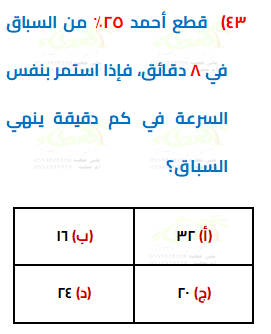 ٤٣) قطع أحمد ٢٥٪ من السباق
في ٨ دقائق، فإذا استمر بنفس
السرعة في كم دقيقة ينهي
السباق؟
(أ) ٣٢ (ب) ١٦
(ج) ٢٠ (د) ٢٤